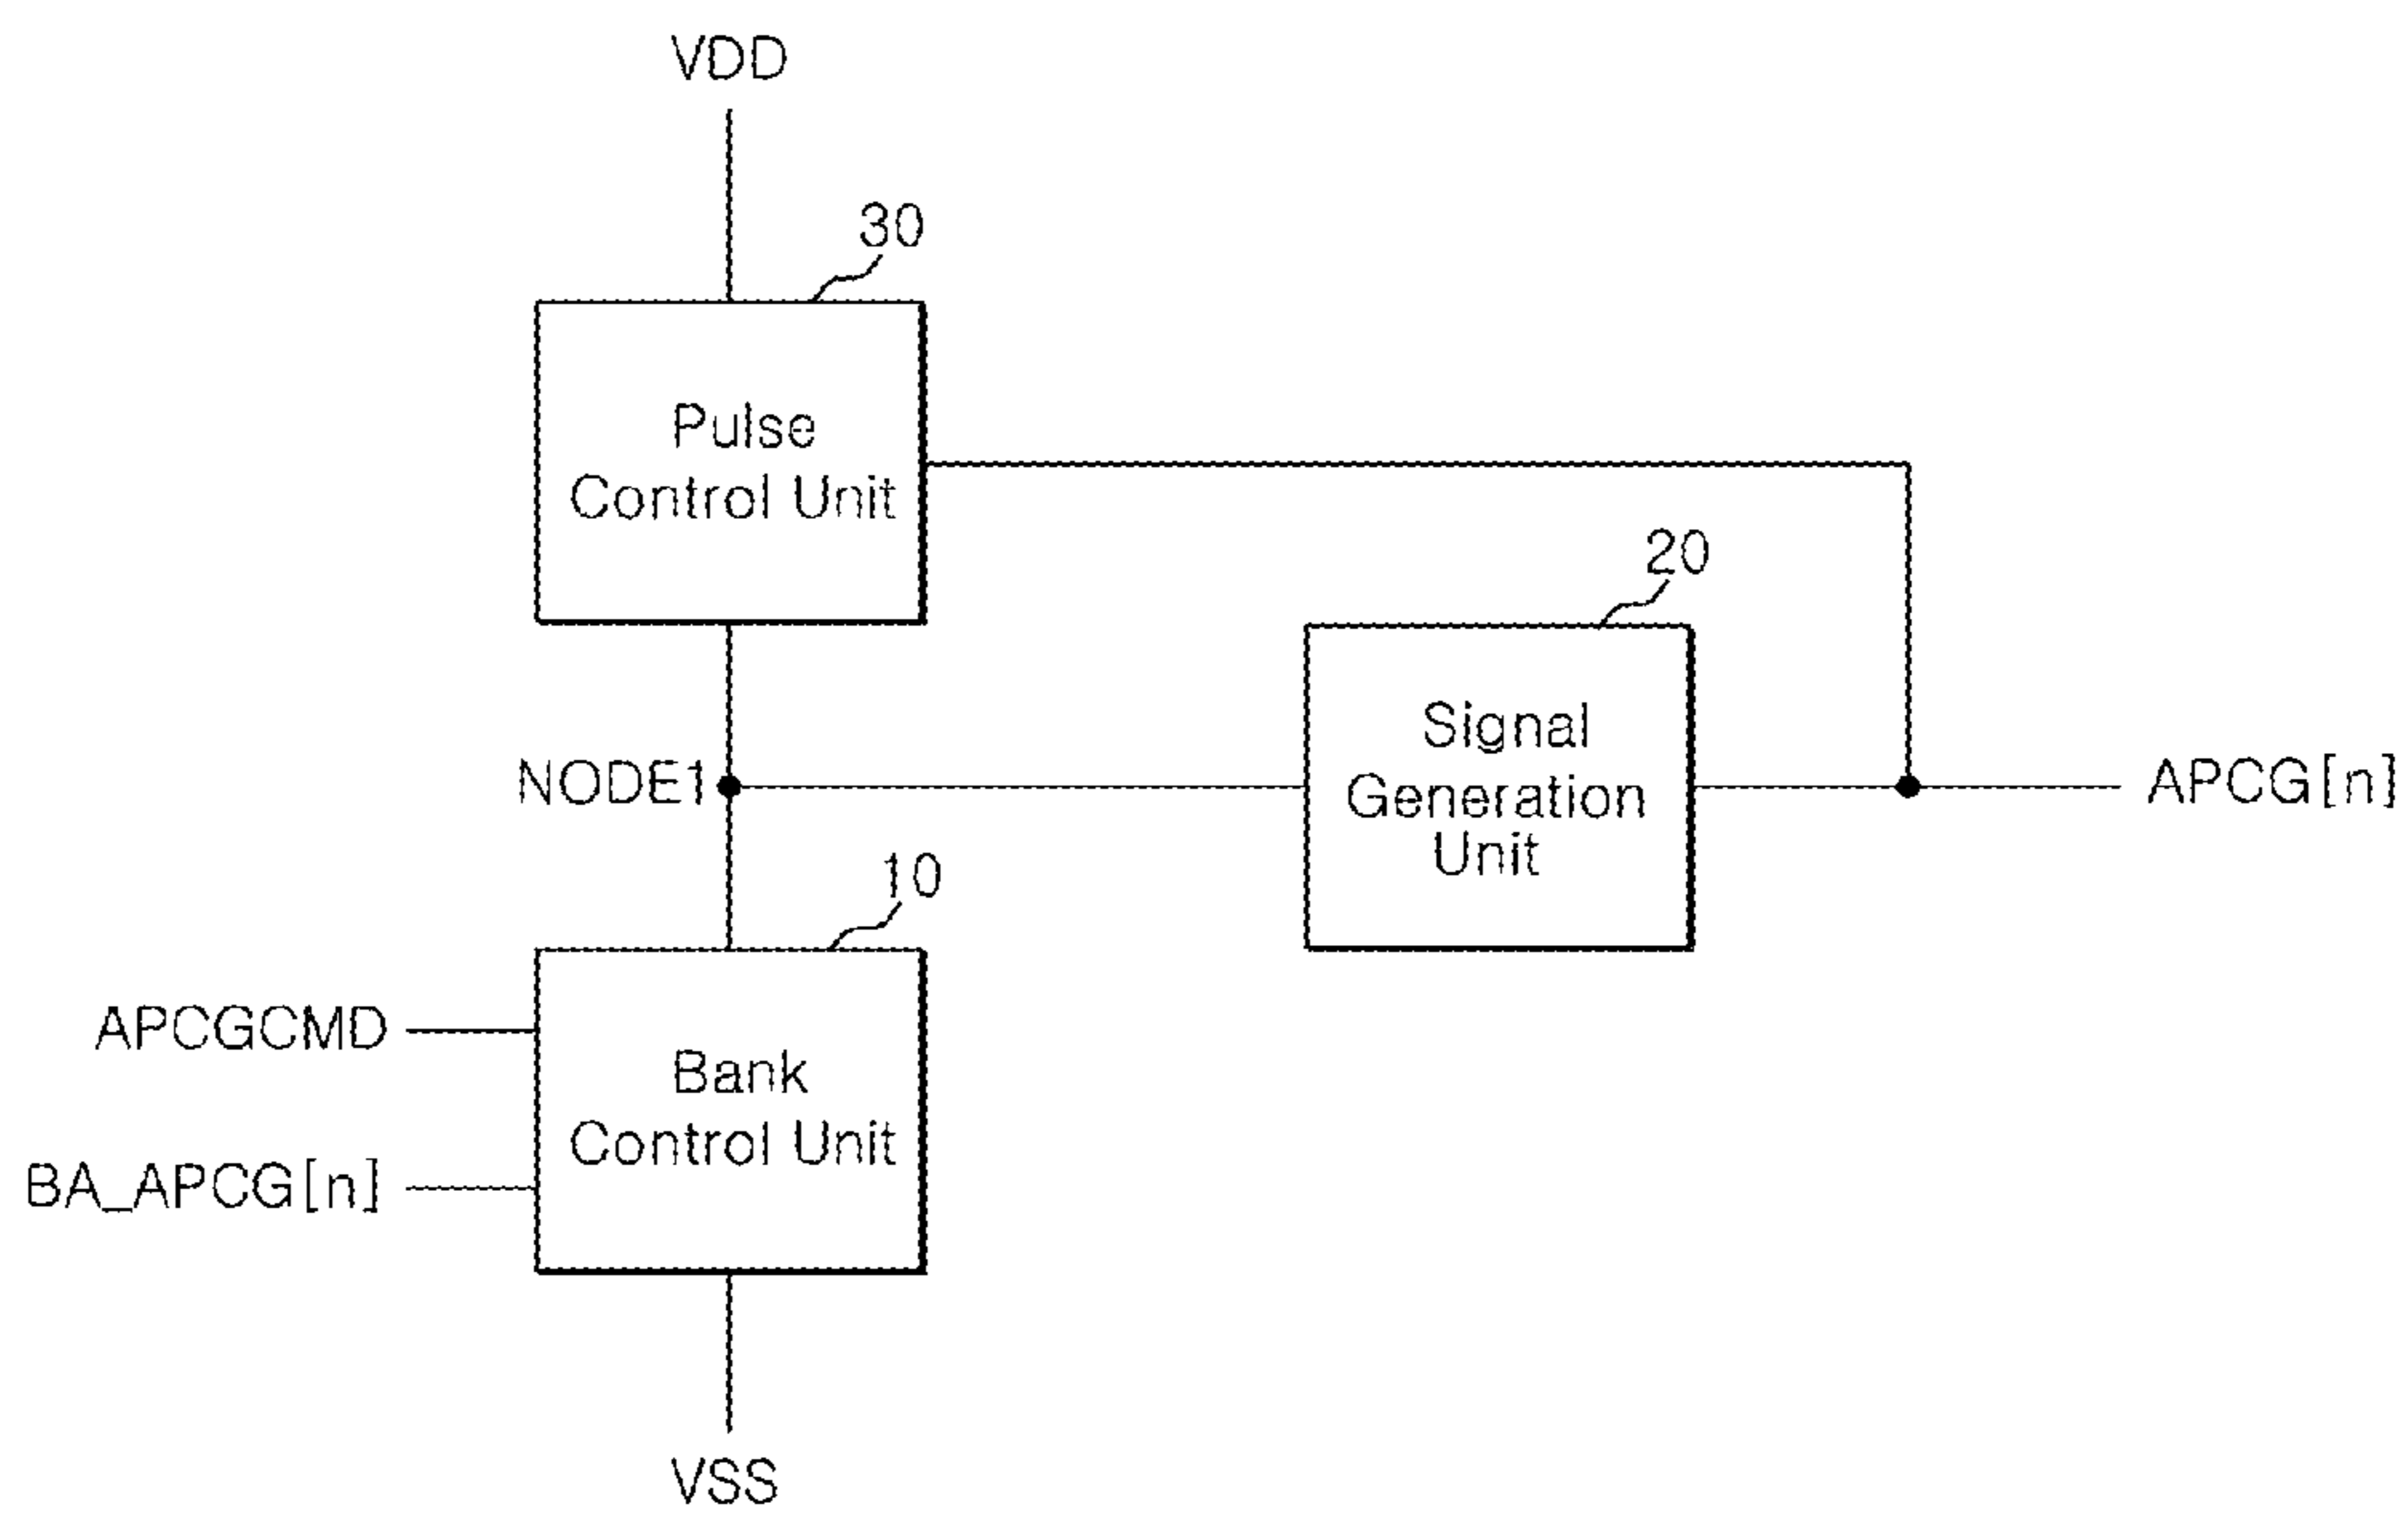 VDD
30
Pulse
Control Unit
20
Signal
Generation
Unit
NODE1
APCG[n]
10
APCGCMD
Bank
Control Unit
BA_APCG[n]
VSS